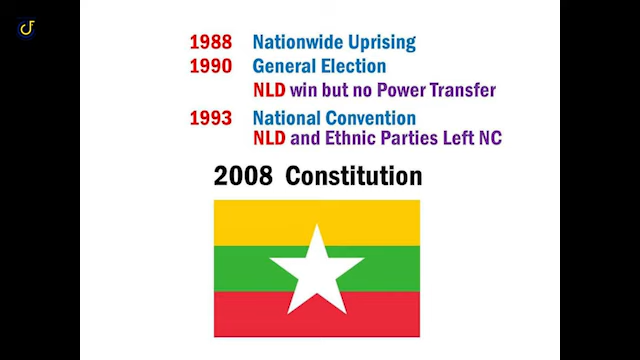 1988 Nationwide Uprising
1990 General Election
NLD win but no Power Transfer
1993 National Convention
NLD and Ethnic Parties Left NC
2008 Constitution